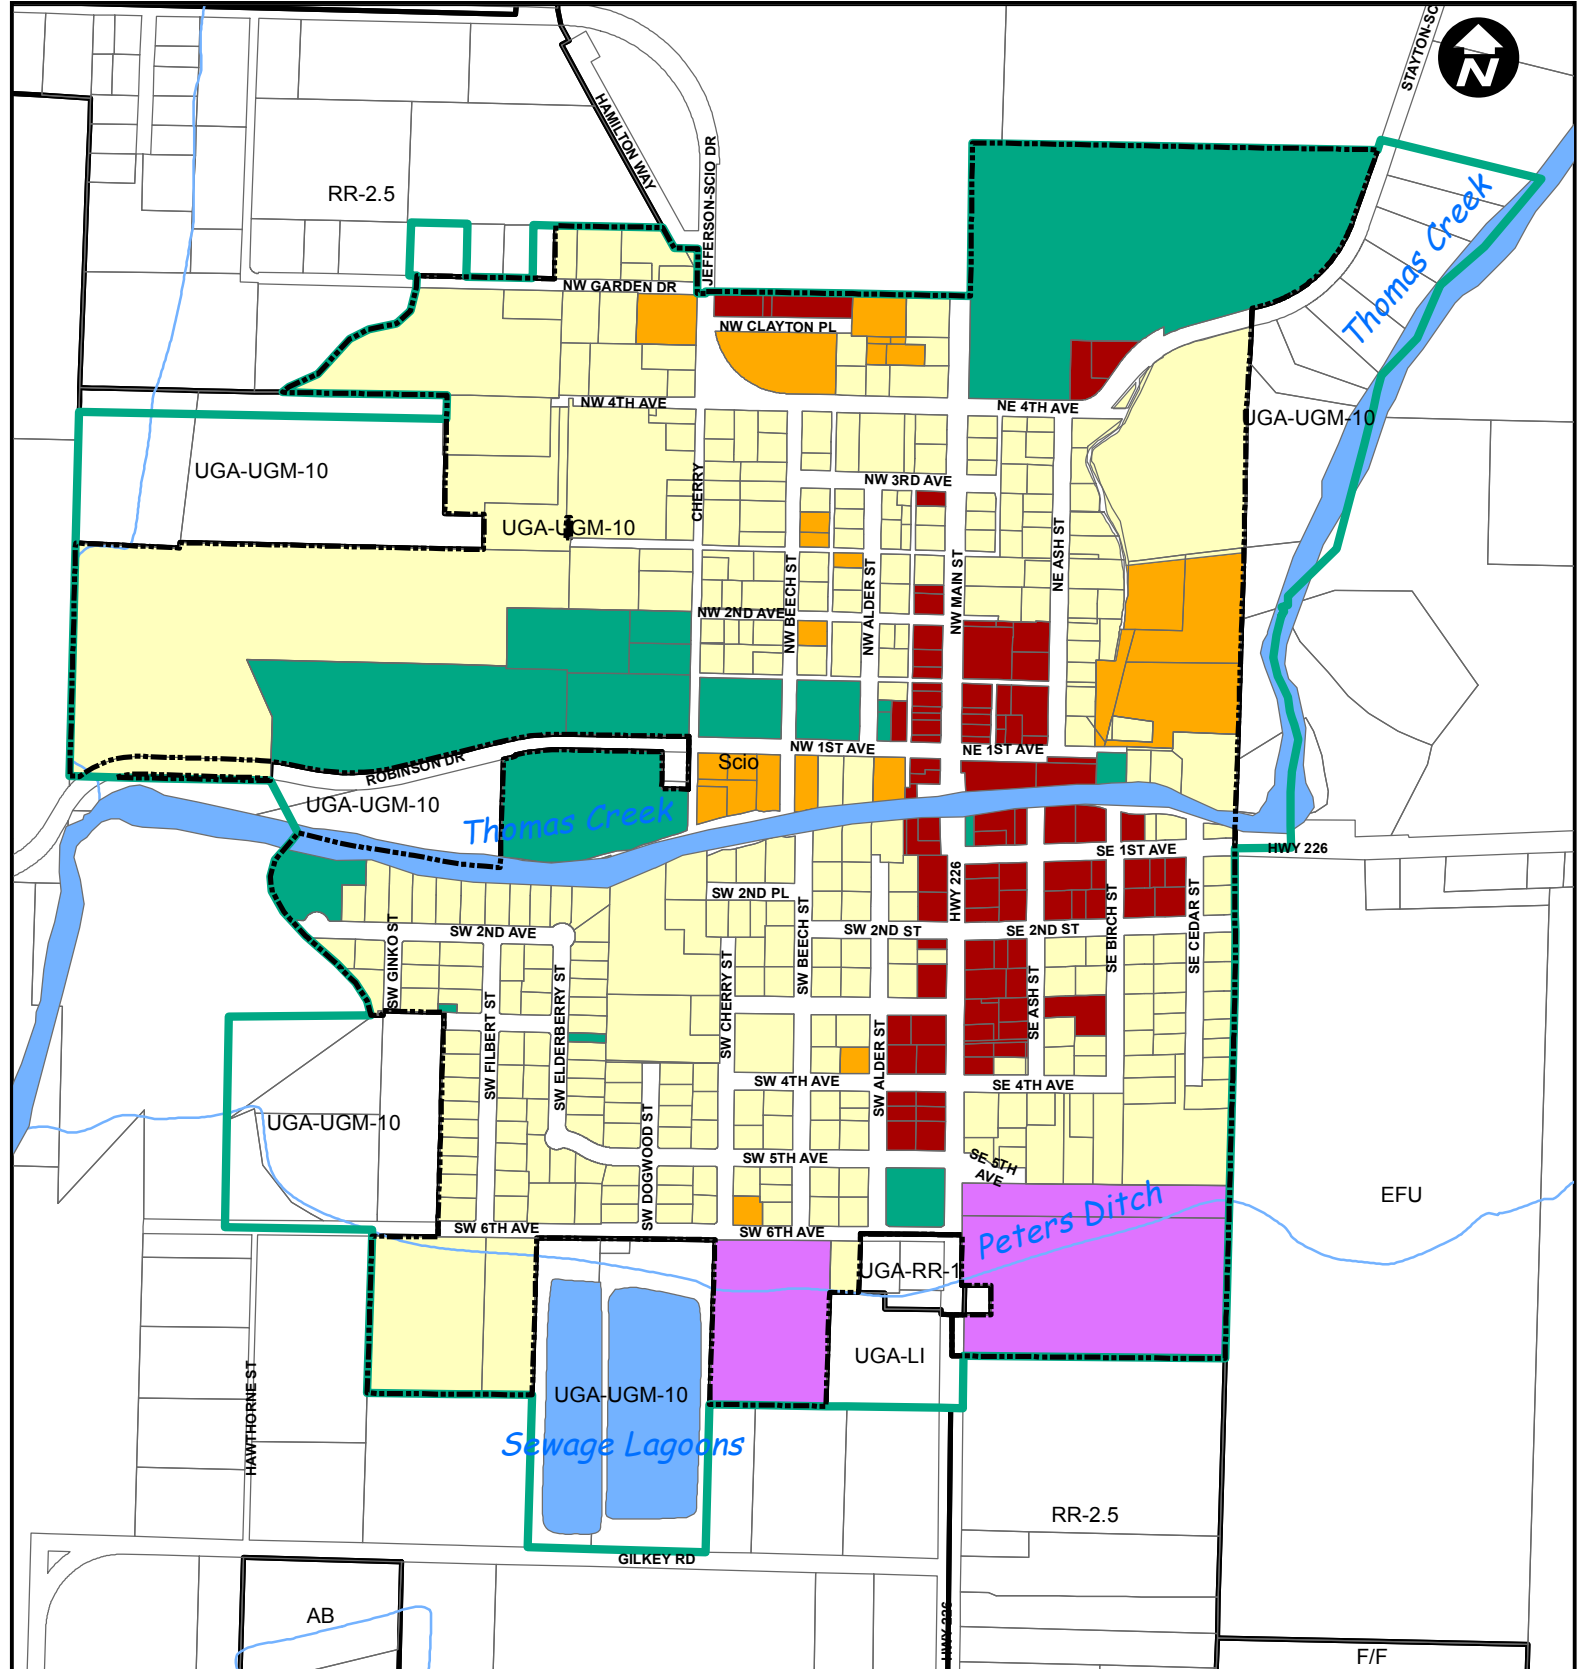 STAYTON-SC
N
HAMILTON WAY
JEFFERSON-SCIO DR
RR-2.5
Thomas Creek
NW GARDEN DR
NW CLAYTON PL
NW 4TH AVE
NE 4TH AVE
UGA-UGM-10
UGA-UGM-10
CHERRY
NW 3RD AVE
UGA-UGM-10
NW BEECH ST
NW ALDER ST
NW MAIN ST
NE ASH ST
NW 2ND AVE
NW 1ST AVE
NE 1ST AVE
Scio
ROBINSON DR
UGA-UGM-10
Thomas Creek
SE 1ST AVE
HWY 226
SW 2ND PL
HWY 226
SW 2ND AVE
SW 2ND ST
SE 2ND ST
SW GINKO ST
SW BEECH ST
SE BIRCH ST
SE CEDAR ST
SW FILBERT ST
SW ELDERBERRY ST
SW CHERRY ST
SE ASH ST
SW ALDER ST
SW 4TH AVE
SE 4TH AVE
UGA-UGM-10
SW DOGWOOD ST
SW 5TH AVE
SE 5TH
AVE
EFU
SW 6TH AVE
SW 6TH AVE
Peters Ditch
UGA-RR-1
UGA-LI
HAWTHORNE ST
UGA-UGM-10
Sewage Lagoons
RR-2.5
GILKEY RD
AB
HWY 226
F/F